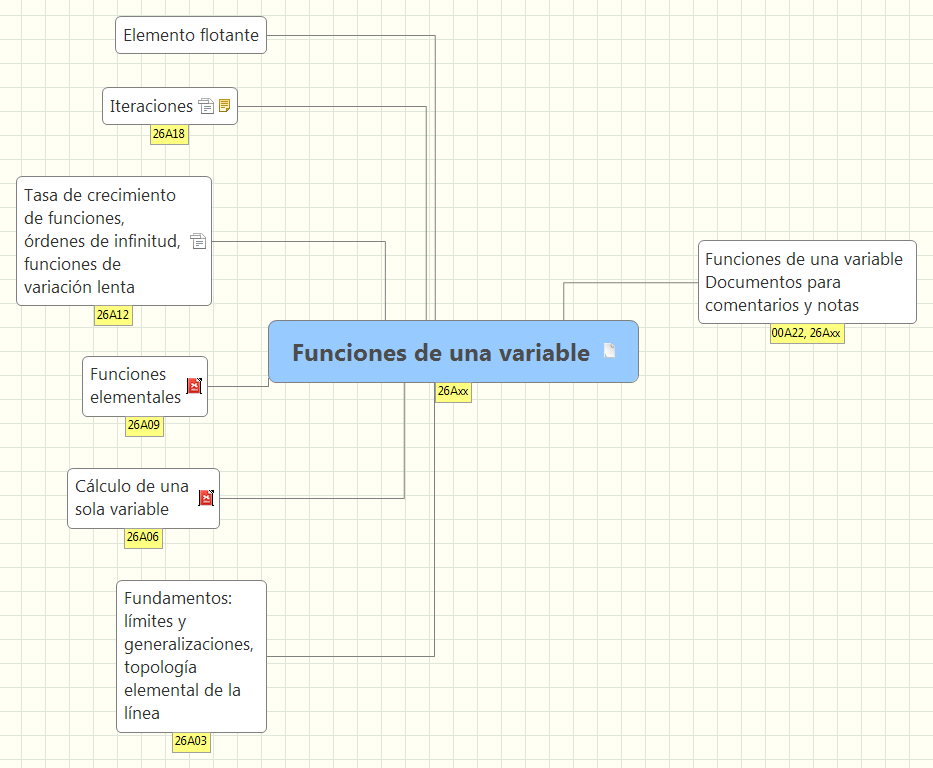 Elemento flotante
Iteraciones
26A18
Tasa de crecimiento
de funciones,
órdenes de infinitud,
funciones de
variación lenta
26A12
Funciones de una variable
Documentos para
comentarios y notas
00A22, 26Axx
Funciones de una variable
26Axx
Funciones
elementales
26A09
Cálculo de una
sola variable
26A06
Fundamentos:
límites y
generalizaciones,
topología
elemental de la
línea
26A03